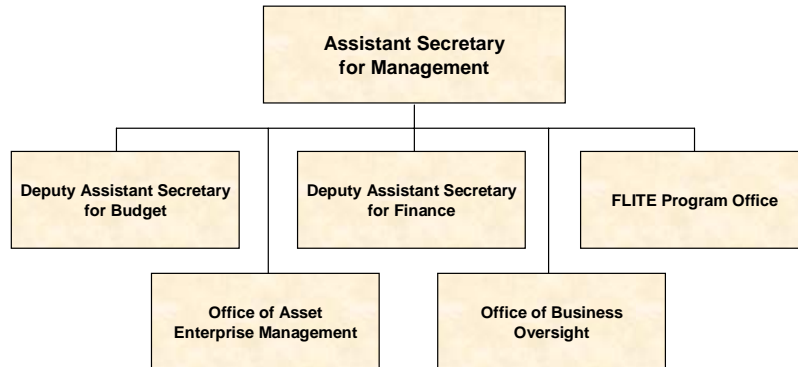 Assistant Secretary
for Management
Deputy Assistant Secretary
for Budget
Deputy Assistant Secretary
for Finance
FLITE Program Office
Office of Asset
Enterprise Management
Office of Business
Oversight